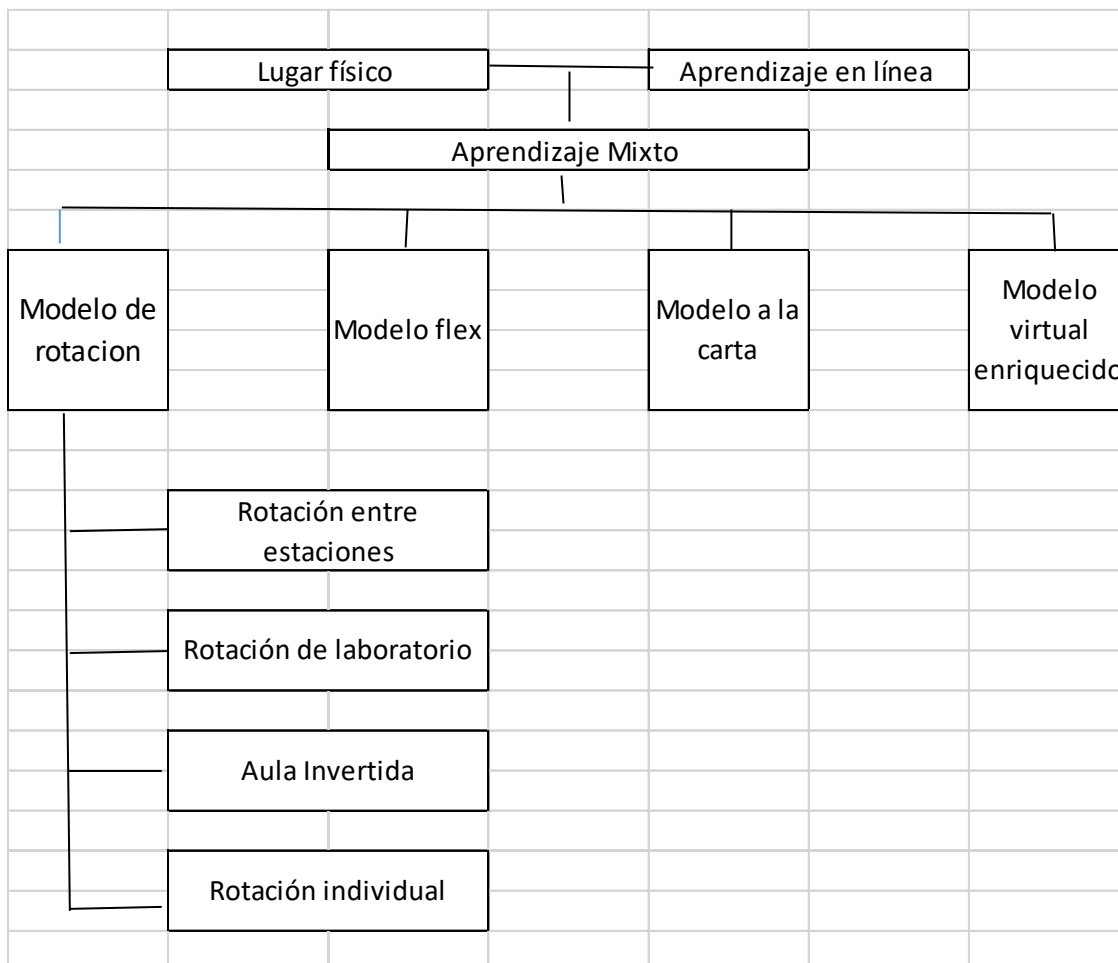 Lugar físico
Aprendizaje en línea
Aprendizaje Mixto
Modelo de
rotacion
Modelo flex
Modelo a la
carta
Modelo
virtual
enriquecido
Rotación entre
estaciones
Rotación de laboratorio
Aula Invertida
Rotación individual